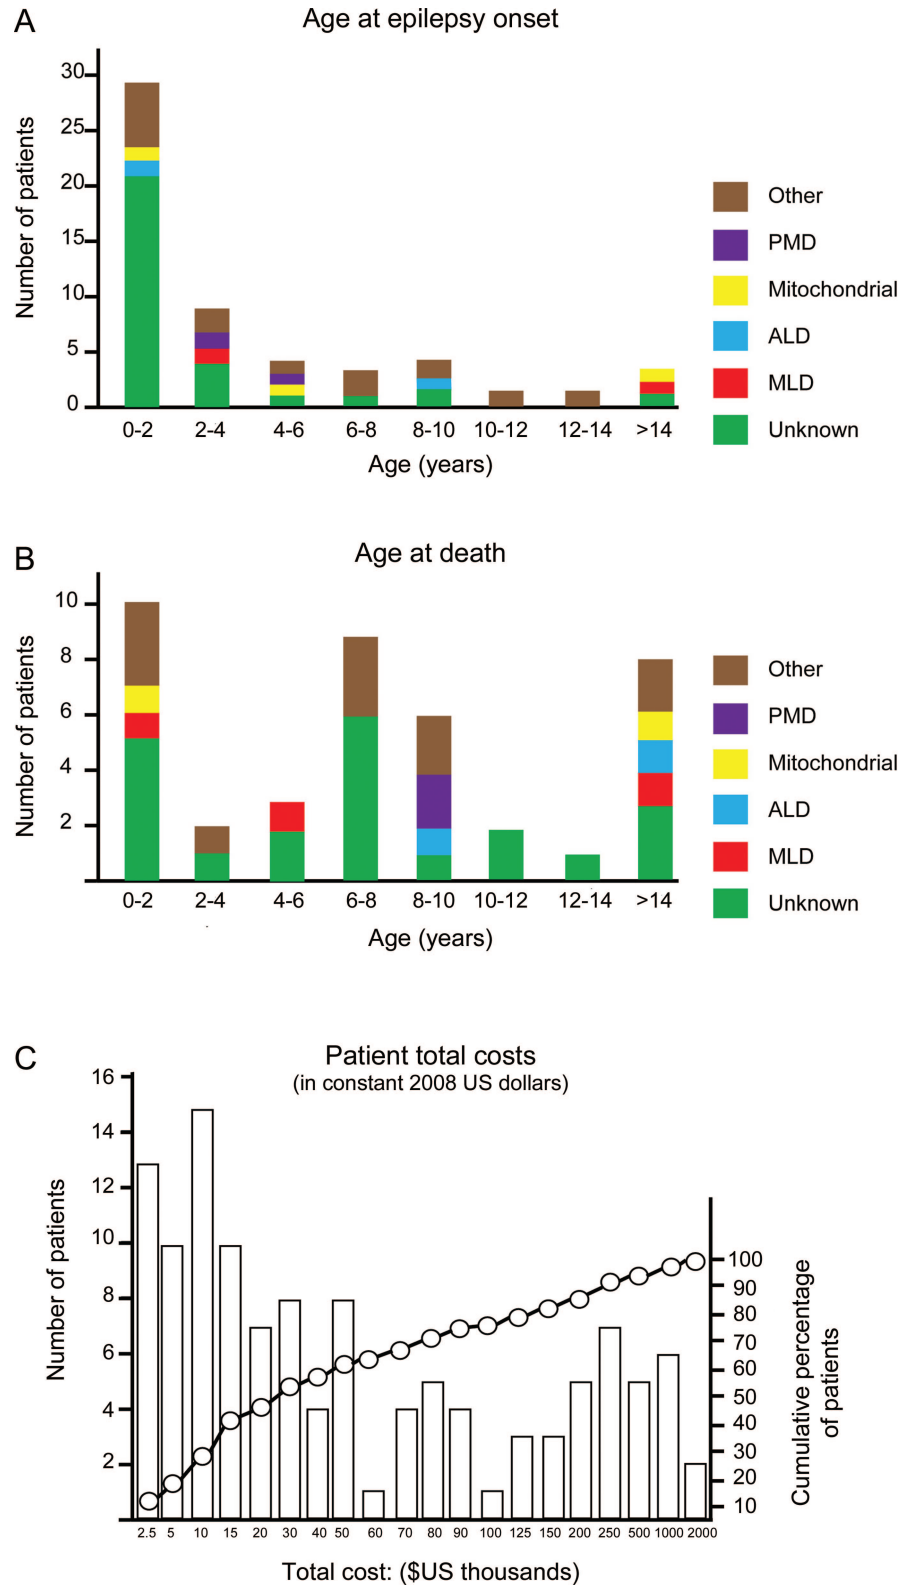 A
Age at epilepsy onset
Number of patients
30
25
20
15
10
5
0
0-2 2-4 4-6 6-8 8-10 10-12 12-14 >14
Age (years)
Other
PMD
Mitochondrial
ALD
MLD
Unknown
B
Age at death
Number of patients
10
8
6
4
2
0-2 2-4 4-6 6-8 8-10 10-12 12-14 >14
Age (years)
Other
PMD
Mitochondrial
ALD
MLD
Unknown
C
Patient total costs
(in constant 2008 US dollars)
Number of patients
16
14
12
10
8
6
4
2
100
90
80
70
60
50
40
30
20
10
Cumulative percentage
of patients
2.5 5 10 15 20 30 40 50 60 70 80 90 100 125 150 200 250 500 1000 2000
Total cost: ($US thousands)